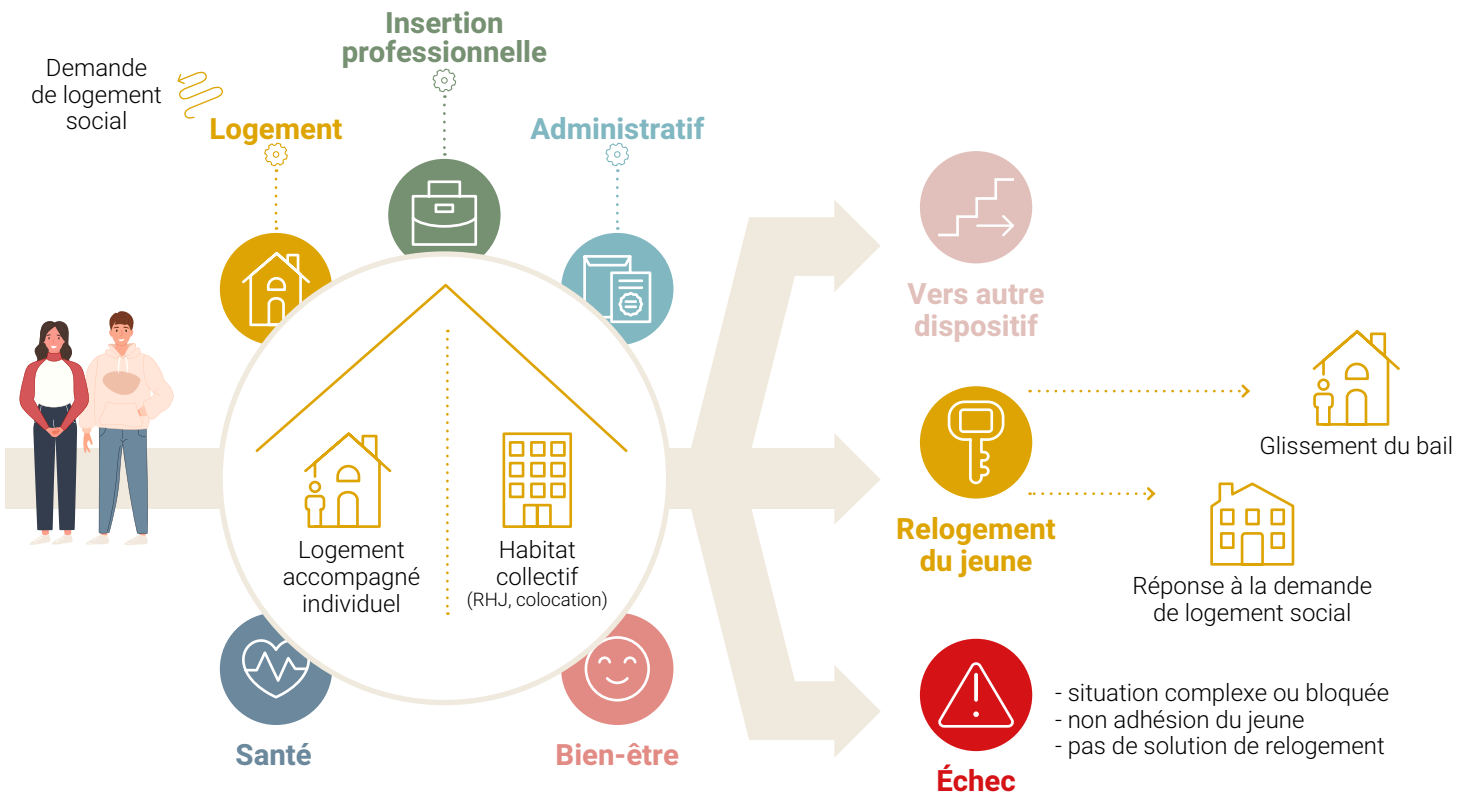 Insertion
professionnelle
Demande
de logement
social
Logement
Administratif
Logement
accompagné
individuel
Habitat
collectif
(RHJ, colocation)
Santé
Bien-être
Vers autre
dispositif
Relogement
du jeune
Glissement du bail
Réponse à la demande
de logement social
Échec
- situation complexe ou bloquée
- non adhésion du jeune
- pas de solution de relogement